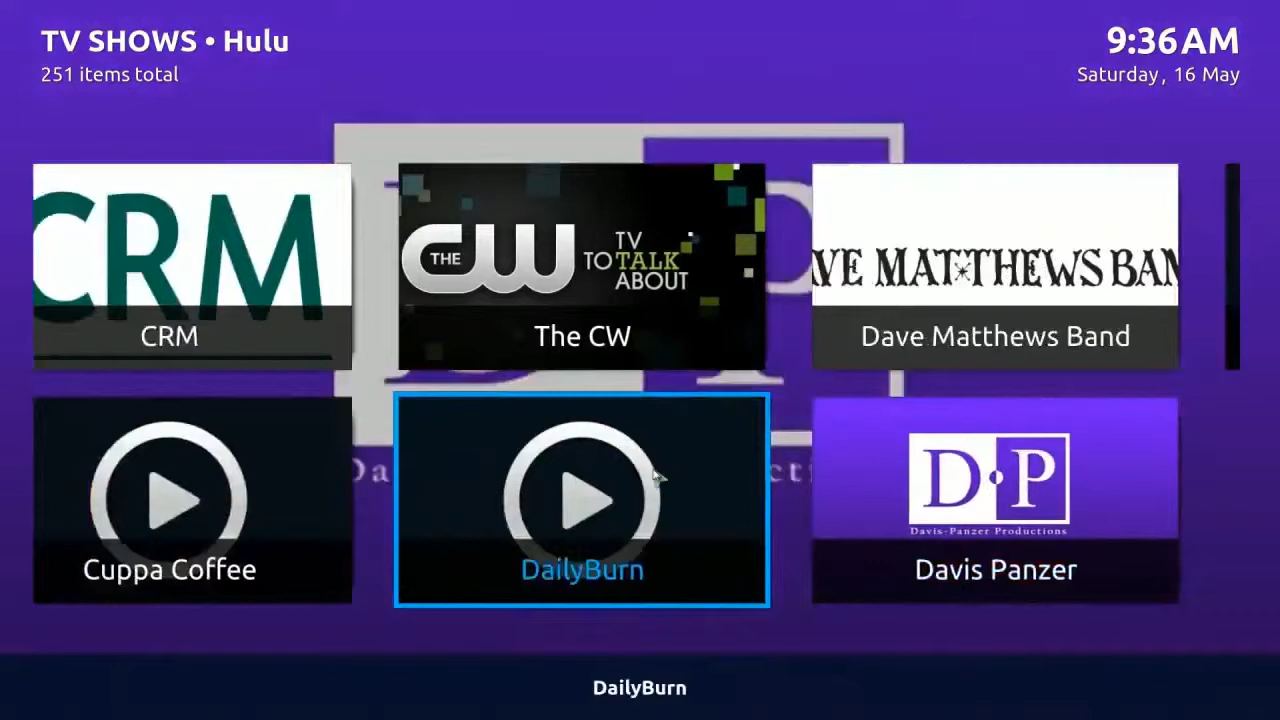 TV SHOWS • Hulu
251 items total
9:36 AM
Saturday, 16 May
CRM
CRM
THE CW
TV
TO TALK
ABOUT
The CW
VE MATTHEWS BAN
Dave Matthews Band
Cuppa Coffee
DailyBurn
D·P
Davis-Panzer Productions
Davis Panzer
DailyBurn